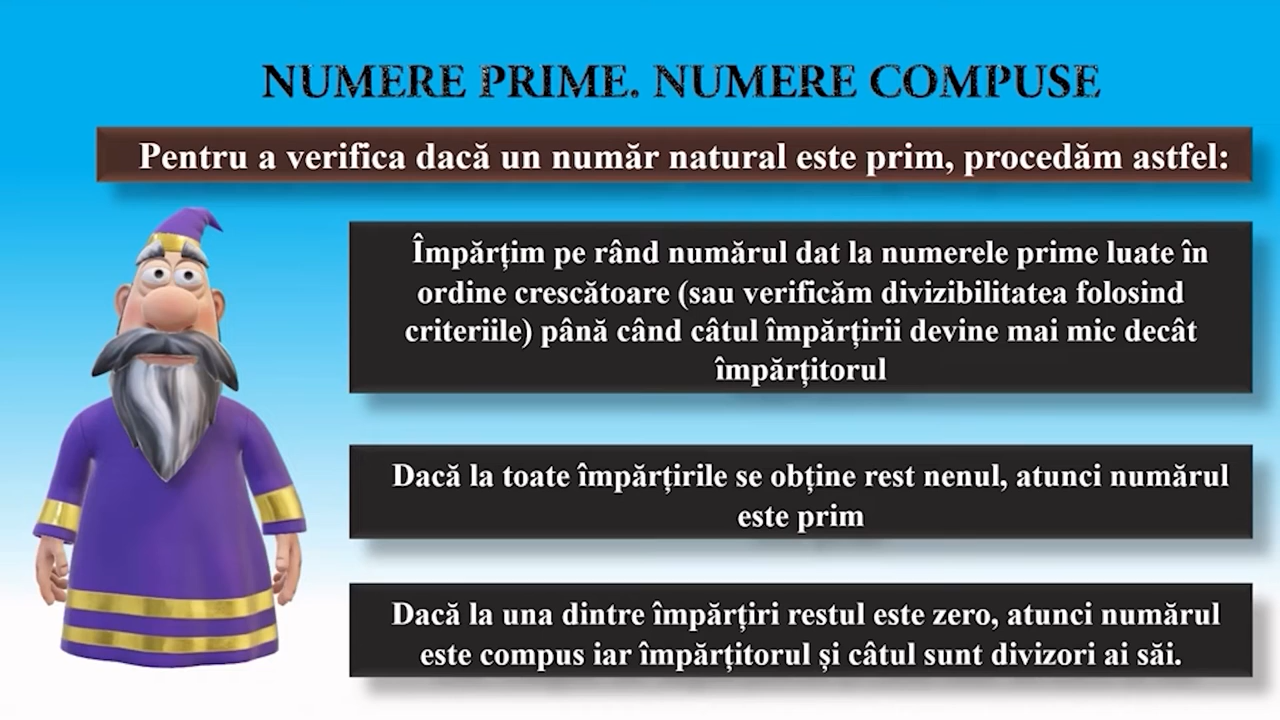 NUMERE PRIME. NUMERE COMPUSE
Pentru a verifica dacă un număr natural este prim, procedăm astfel:
Împărțim pe rând numărul dat la numerele prime luate în
ordine crescătoare (sau verificăm divizibilitatea folosind
criteriile) până când câtul împărțirii devine mai mic decât
împărțitorul
Dacă la toate împărțirile se obține rest nenul, atunci numărul
este prim
Dacă la una dintre împărțiri restul este zero, atunci numărul
este compus iar împărțitorul și câtul sunt divizori ai săi.